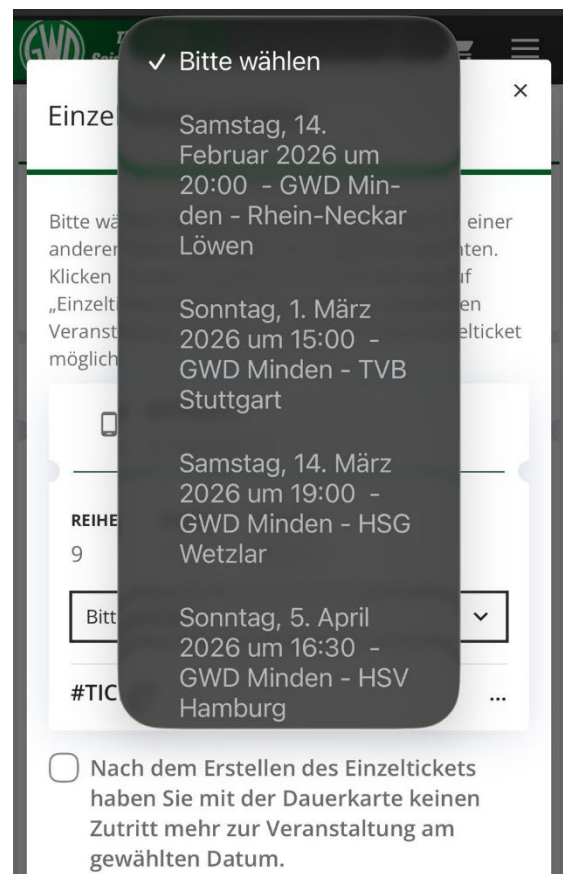 GWD
Einze
✓ Bitte wählen
Samstag, 14.
Februar 2026 um
20:00 - GWD Min-
den - Rhein-Neckar
Löwen
Sonntag, 1. März
2026 um 15:00 -
GWD Minden - TVB
Stuttgart
Samstag, 14. März
2026 um 19:00 -
GWD Minden - HSG
Wetzlar
Sonntag, 5. April
2026 um 16:30 -
GWD Minden - HSV
Hamburg
Bitte wä
einer
anderer
Klicken
„Einzelti
en
Veranst
elticket
möglich
REIHE
9
Bitt
#TIC
...
Nach dem Erstellen des Einzeltickets
haben Sie mit der Dauerkarte keinen
Zutritt mehr zur Veranstaltung am
gewählten Datum.